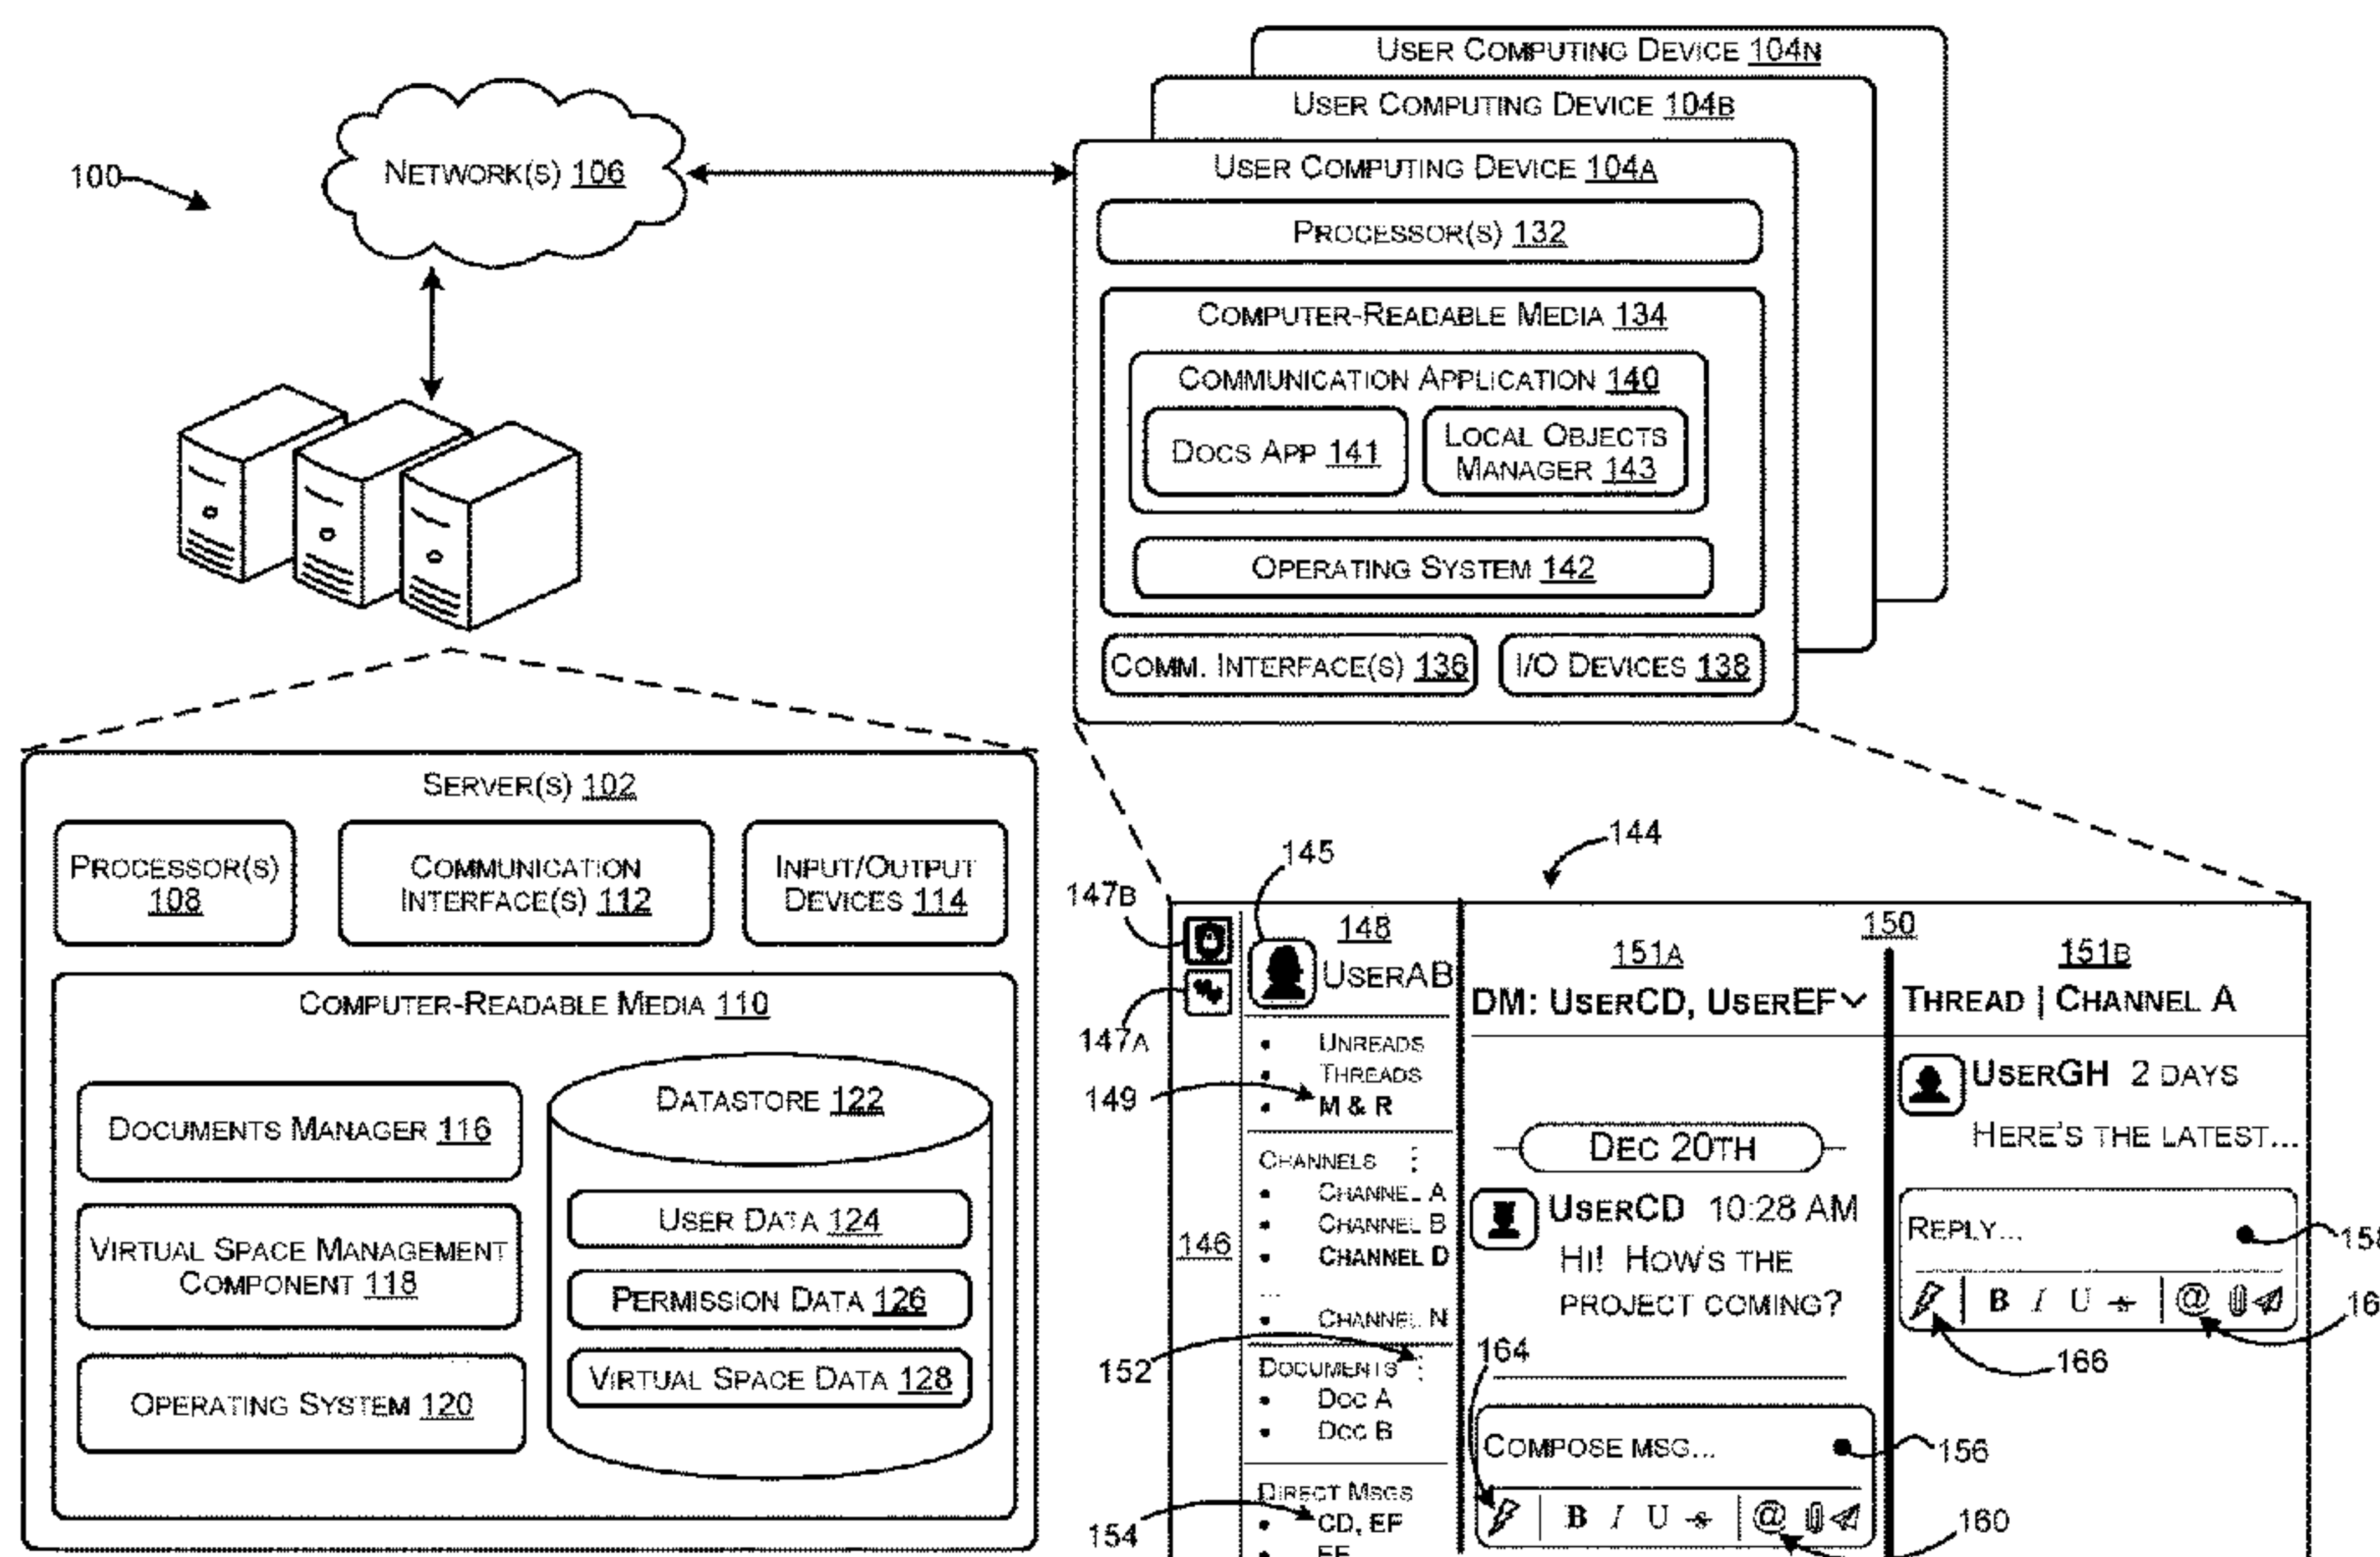 USER COMPUTING DEVICE 104N
USER COMPUTING DEVICE 104B
USER COMPUTING DEVICE 104A
PROCESSOR(S) 132
COMPUTER-READABLE MEDIA 134
COMMUNICATION APPLICATION 140
DOCS APP 141
LOCAL OBJECTS
MANAGER 143
OPERATING SYSTEM 142
COMM. INTERFACE(S) 136
I/O DEVICES 138
100
NETWORK(S) 106
SERVER(S) 102
PROCESSOR(S)
108
COMMUNICATION
INTERFACE(S) 112
INPUT/OUTPUT
DEVICES 114
COMPUTER-READABLE MEDIA 110
DOCUMENTS MANAGER 116
VIRTUAL SPACE MANAGEMENT
COMPONENT 118
OPERATING SYSTEM 120
DATASTORE 122
USER DATA 124
PERMISSION DATA 126
VIRTUAL SPACE DATA 128
144
145
147B
147A
149
146
152
154
148
USERAB
• UNREADS
• THREADS
• M & R
CHANNELS ⋮
• CHANNEL A
• CHANNEL B
• CHANNEL D
...
• CHANNEL N
DOCUMENTS ⋮
• DOC A
• DOC B
DIRECT MSGS
• CD, EF
• EF
150
151A
DM: USERCD, USEREF
DEC 20TH
USERCD 10:28 AM
HI! HOW'S THE
PROJECT COMING?
164
COMPOSE MSG...
156
B I U S @
160
151B
THREAD | CHANNEL A
USERGH 2 DAYS
HERE'S THE LATEST...
REPLY...
B I U S @
166